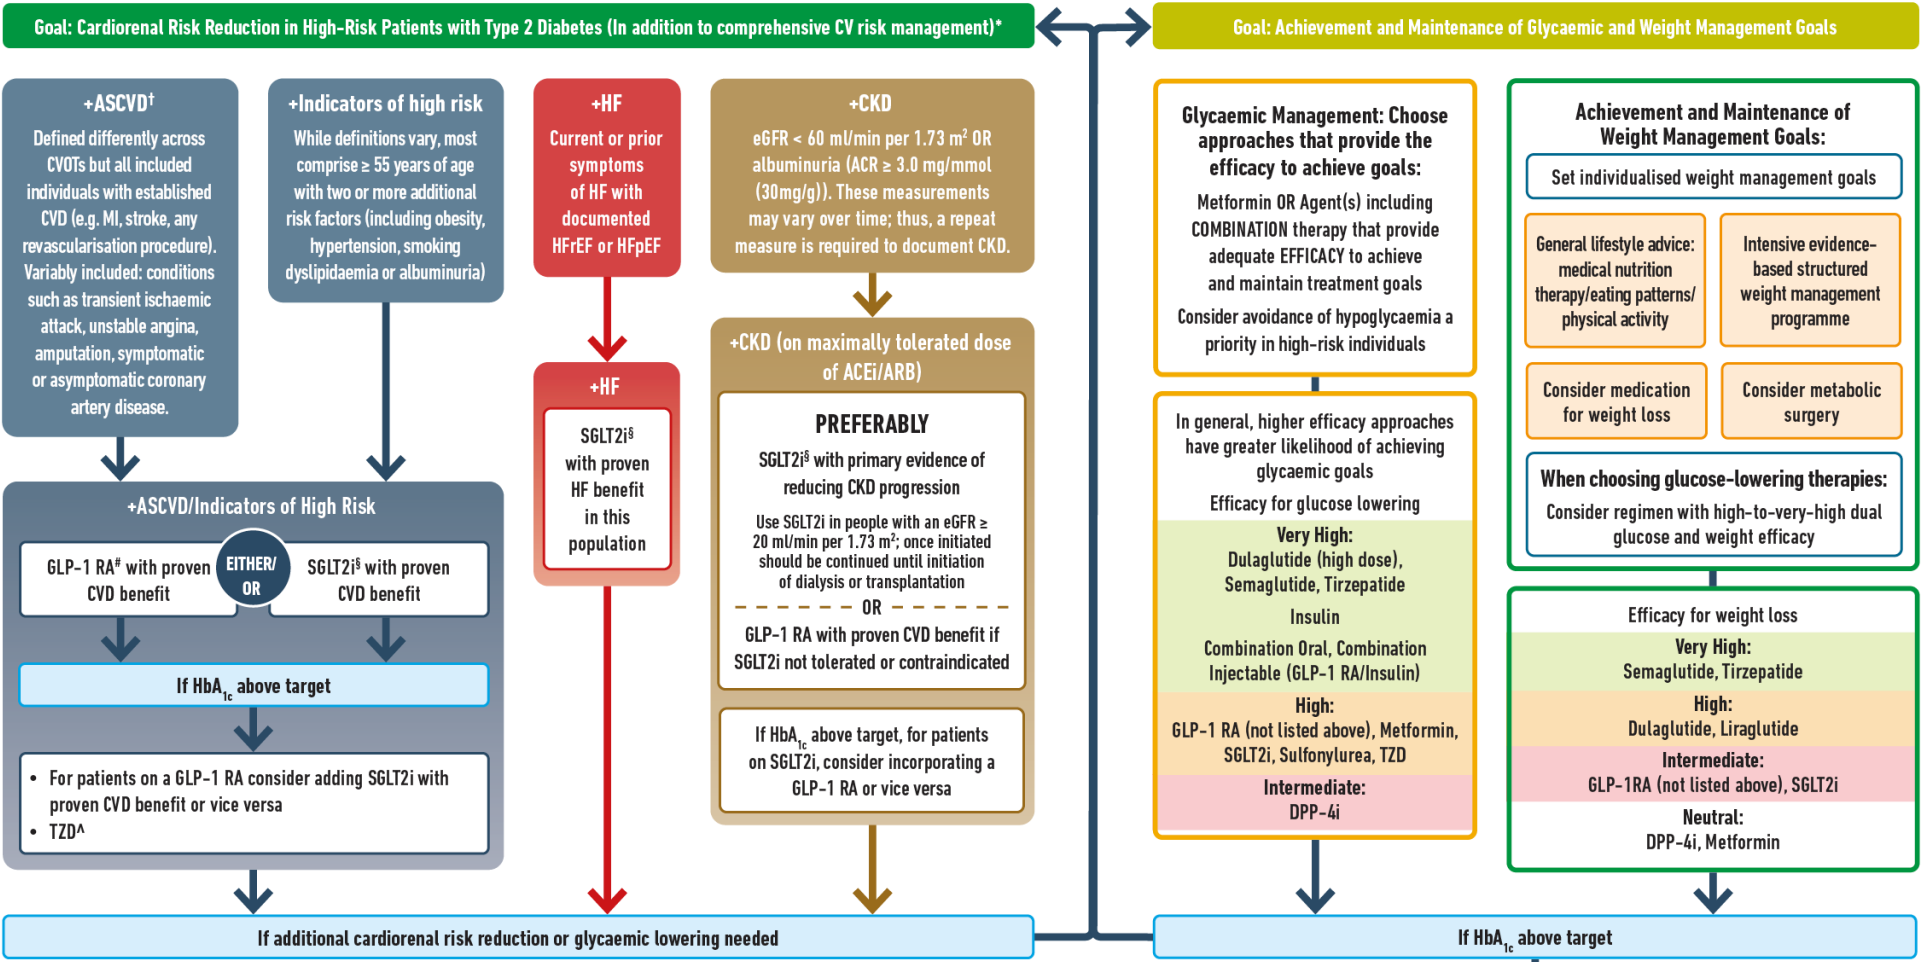 Goal: Cardiorenal Risk Reduction in High-Risk Patients with Type 2 Diabetes (In addition to comprehensive CV risk management)*
+ASCVD†
Defined differently across
CVOTs but all included
individuals with established
CVD (e.g. MI, stroke, any
revascularisation procedure).
Variably included: conditions
such as transient ischaemic
attack, unstable angina,
amputation, symptomatic
or asymptomatic coronary
artery disease.
+Indicators of high risk
While definitions vary, most
comprise ≥ 55 years of age
with two or more additional
risk factors (including obesity,
hypertension, smoking
dyslipidaemia or albuminuria)
+HF
Current or prior
symptoms
of HF with
documented
HFrEF or HFpEF
+CKD
eGFR < 60 ml/min per 1.73 m² OR
albuminuria (ACR ≥ 3.0 mg/mmol
(30mg/g)). These measurements
may vary over time; thus, a repeat
measure is required to document CKD.
+ASCVD/Indicators of High Risk
GLP-1 RA# with proven
CVD benefit
EITHER/
OR
SGLT2i§ with proven
CVD benefit
If HbA1c above target
• For patients on a GLP-1 RA consider adding SGLT2i with
proven CVD benefit or vice versa
• TZD^
+HF
SGLT2i§
with proven
HF benefit
in this
population
+CKD (on maximally tolerated dose
of ACEi/ARB)
PREFERABLY
SGLT2i§ with primary evidence of
reducing CKD progression
Use SGLT2i in people with an eGFR ≥
20 ml/min per 1.73 m²; once initiated
should be continued until initiation
of dialysis or transplantation
OR
GLP-1 RA with proven CVD benefit if
SGLT2i not tolerated or contraindicated
If HbA1c above target, for patients
on SGLT2i, consider incorporating a
GLP-1 RA or vice versa
If additional cardiorenal risk reduction or glycaemic lowering needed
Goal: Achievement and Maintenance of Glycaemic and Weight Management Goals
Glycaemic Management: Choose
approaches that provide the
efficacy to achieve goals:
Metformin OR Agent(s) including
COMBINATION therapy that provide
adequate EFFICACY to achieve
and maintain treatment goals
Consider avoidance of hypoglycaemia a
priority in high-risk individuals
In general, higher efficacy approaches
have greater likelihood of achieving
glycaemic goals
Efficacy for glucose lowering
Very High:
Dulaglutide (high dose),
Semaglutide, Tirzepatide
Insulin
Combination Oral, Combination
Injectable (GLP-1 RA/Insulin)
High:
GLP-1 RA (not listed above), Metformin,
SGLT2i, Sulfonylurea, TZD
Intermediate:
DPP-4i
Achievement and Maintenance of
Weight Management Goals:
Set individualised weight management goals
General lifestyle advice:
medical nutrition
therapy/eating patterns/
physical activity
Intensive evidence-
based structured
weight management
programme
Consider medication
for weight loss
Consider metabolic
surgery
When choosing glucose-lowering therapies:
Consider regimen with high-to-very-high dual
glucose and weight efficacy
Efficacy for weight loss
Very High:
Semaglutide, Tirzepatide
High:
Dulaglutide, Liraglutide
Intermediate:
GLP-1RA (not listed above), SGLT2i
Neutral:
DPP-4i, Metformin
If HbA1c above target